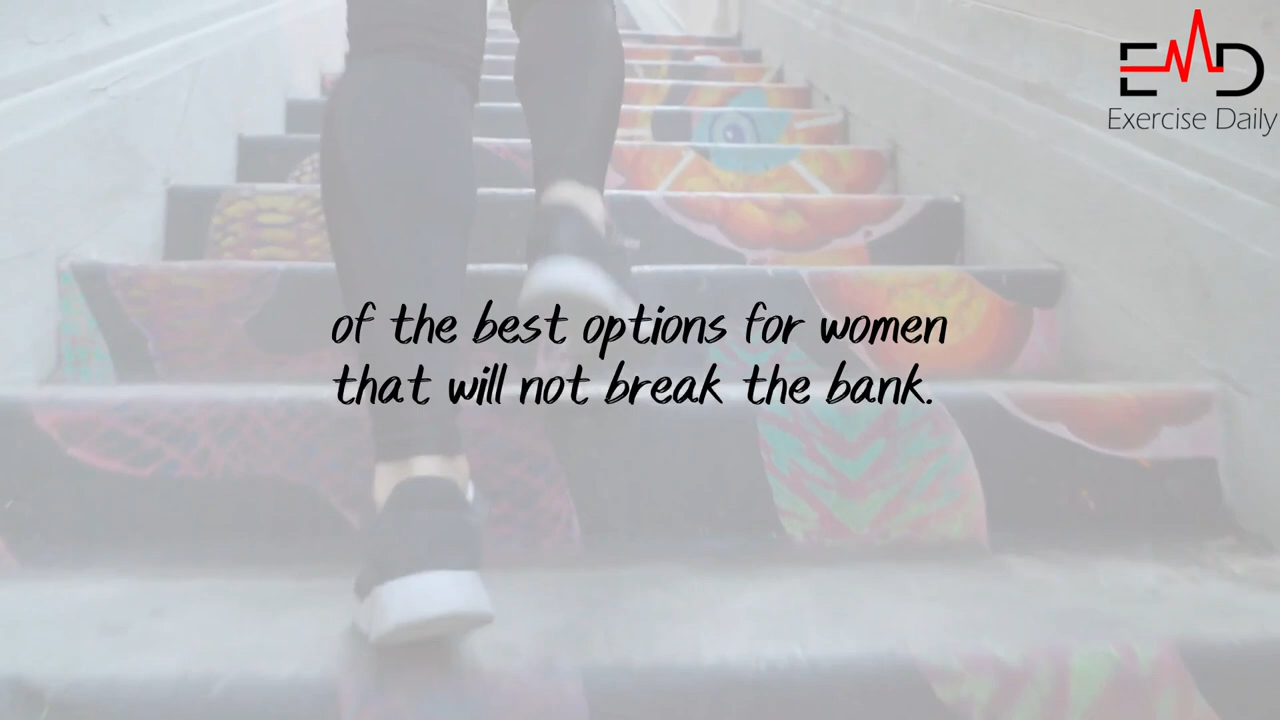 EMD
Exercise Daily
of the best options for women
that will not break the bank.